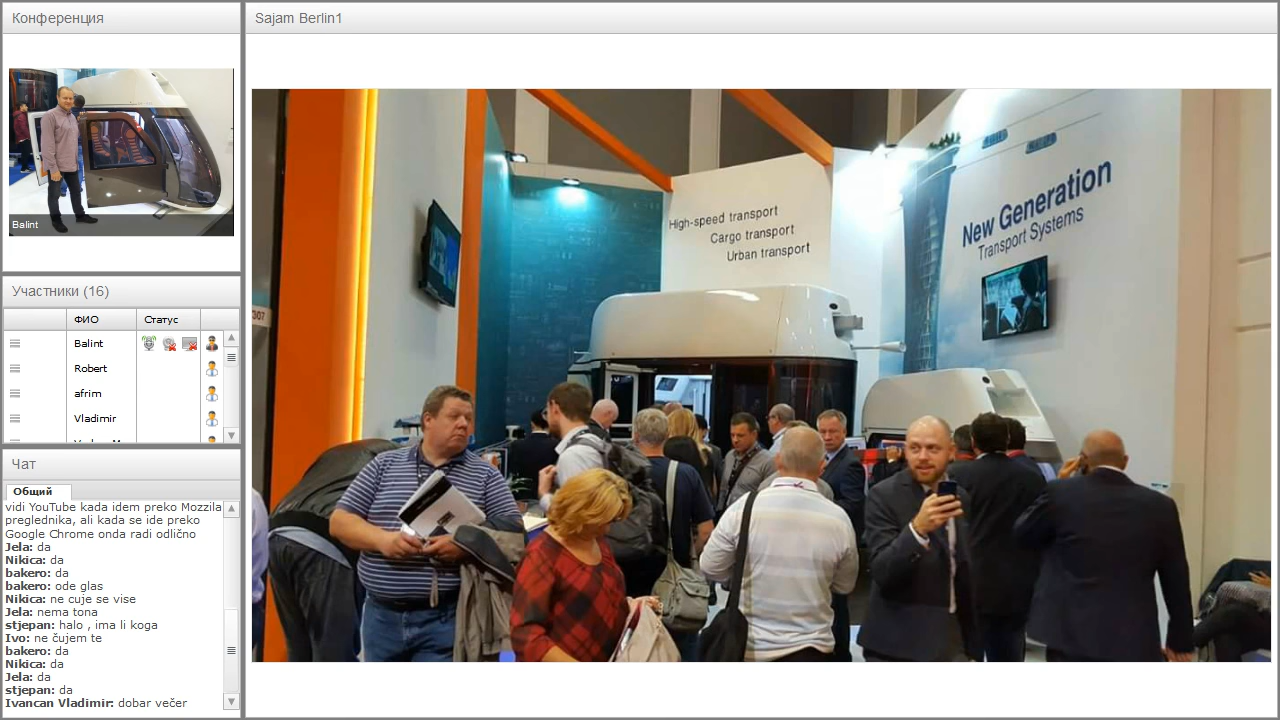 Конференция
Balint
Участники (16)
ФИО Статус
Balint
Robert
afrim
Vladimir
Чат
Общий
vidi YouTube kada idem preko Mozzila
preglednika, ali kada se ide preko
Google Chrome onda radi odlično
Jela: da
Nikica: da
bakero: da
bakero: ode glas
Nikica: ne cuje se vise
Jela: nema tona
stjepan: halo , ima li koga
Ivo: ne čujem te
bakero: da
Nikica: da
Jela: da
stjepan: da
Ivancan Vladimir: dobar večer
Sajam Berlin1
307
High-speed transport
Cargo transport
Urban transport
New Generation
Transport Systems